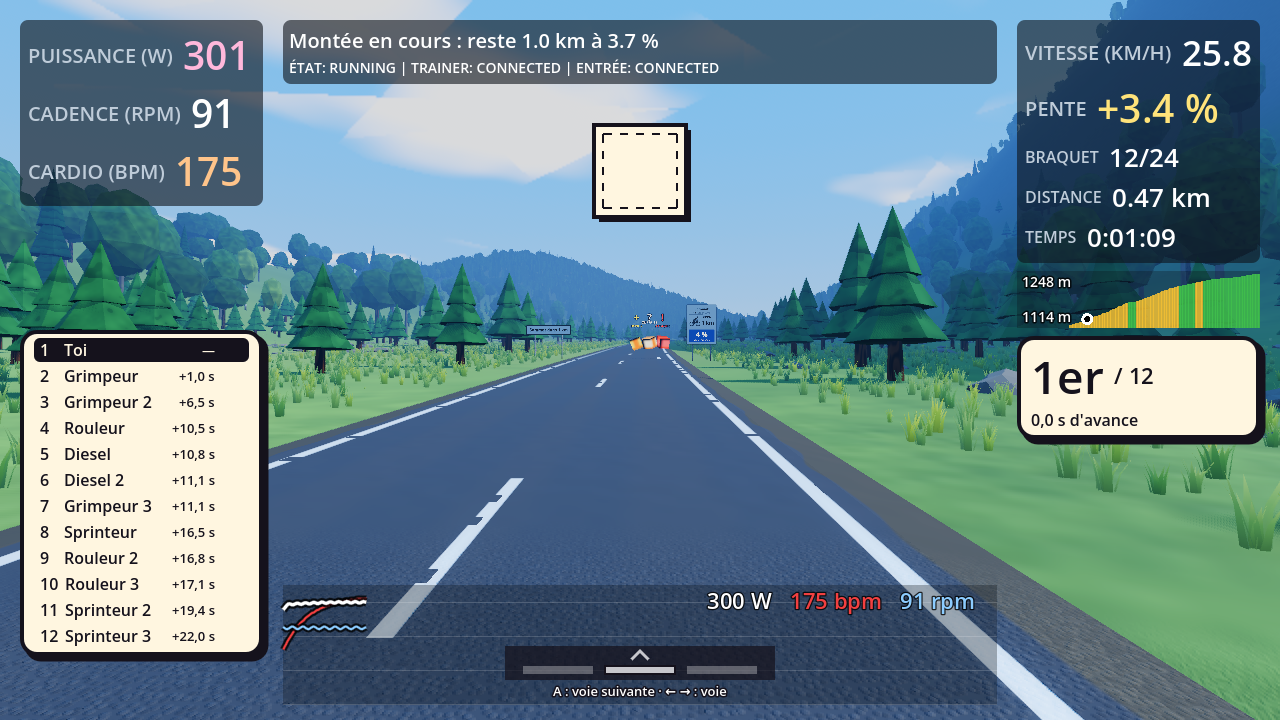 PUISSANCE (W) 301
CADENCE (RPM) 91
CARDIO (BPM) 175
Montée en cours : reste 1.0 km à 3.7 %
ÉTAT: RUNNING | TRAINER: CONNECTED | ENTRÉE: CONNECTED
VITESSE (KM/H) 25.8
PENTE +3.4 %
BRAQUET 12/24
DISTANCE 0.47 km
TEMPS 0:01:09
1248 m
1114 m
1er / 12
0,0 s d'avance
4 %
1 Toi —
2 Grimpeur +1,0 s
3 Grimpeur 2 +6,5 s
4 Rouleur +10,5 s
5 Diesel +10,8 s
6 Diesel 2 +11,1 s
7 Grimpeur 3 +11,1 s
8 Sprinteur +16,5 s
9 Rouleur 2 +16,8 s
10 Rouleur 3 +17,1 s
11 Sprinteur 2 +19,4 s
12 Sprinteur 3 +22,0 s
300 W 175 bpm 91 rpm
A : voie suivante · ← → : voie